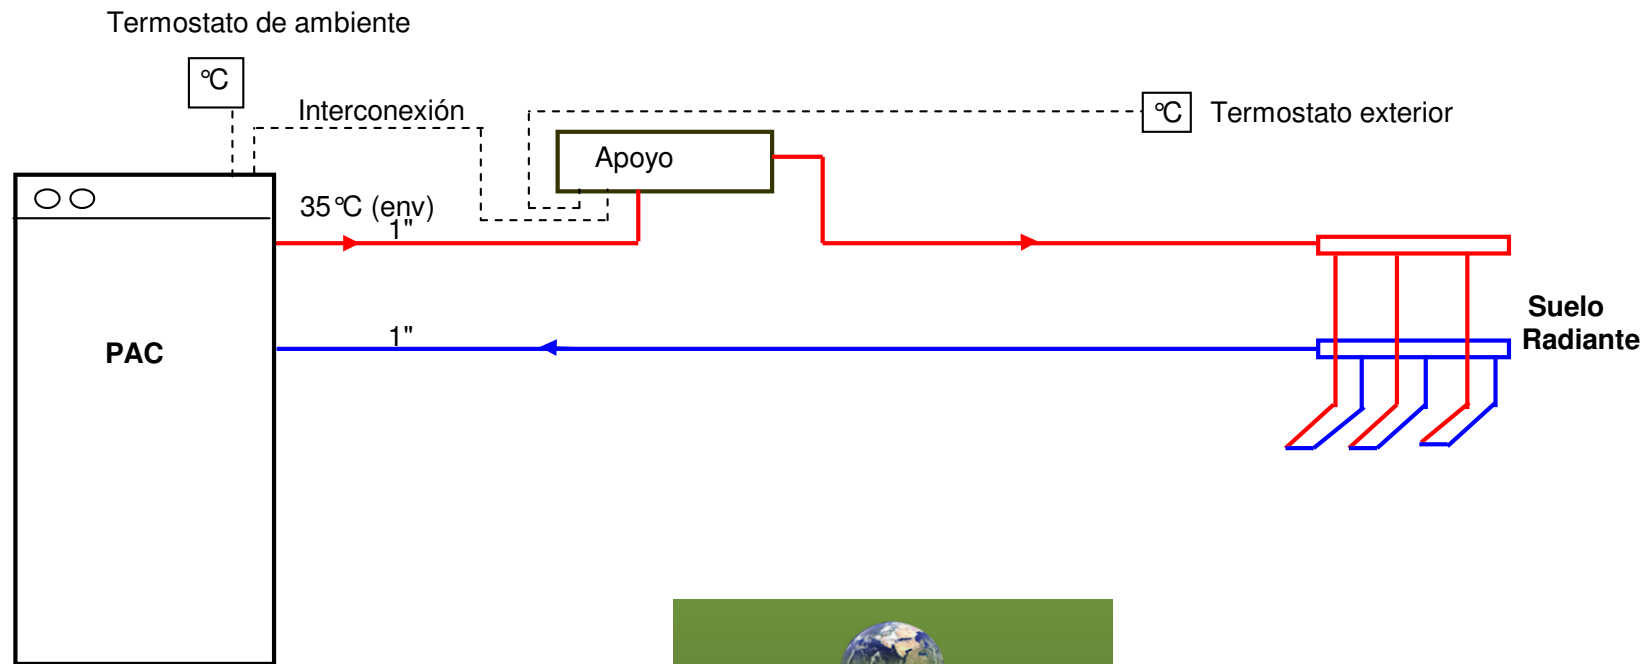 Termostato de ambiente
°C
Interconexión
°C Termostato exterior
Apoyo
35°C (env)
1"
Suelo
Radiante
1"
PAC